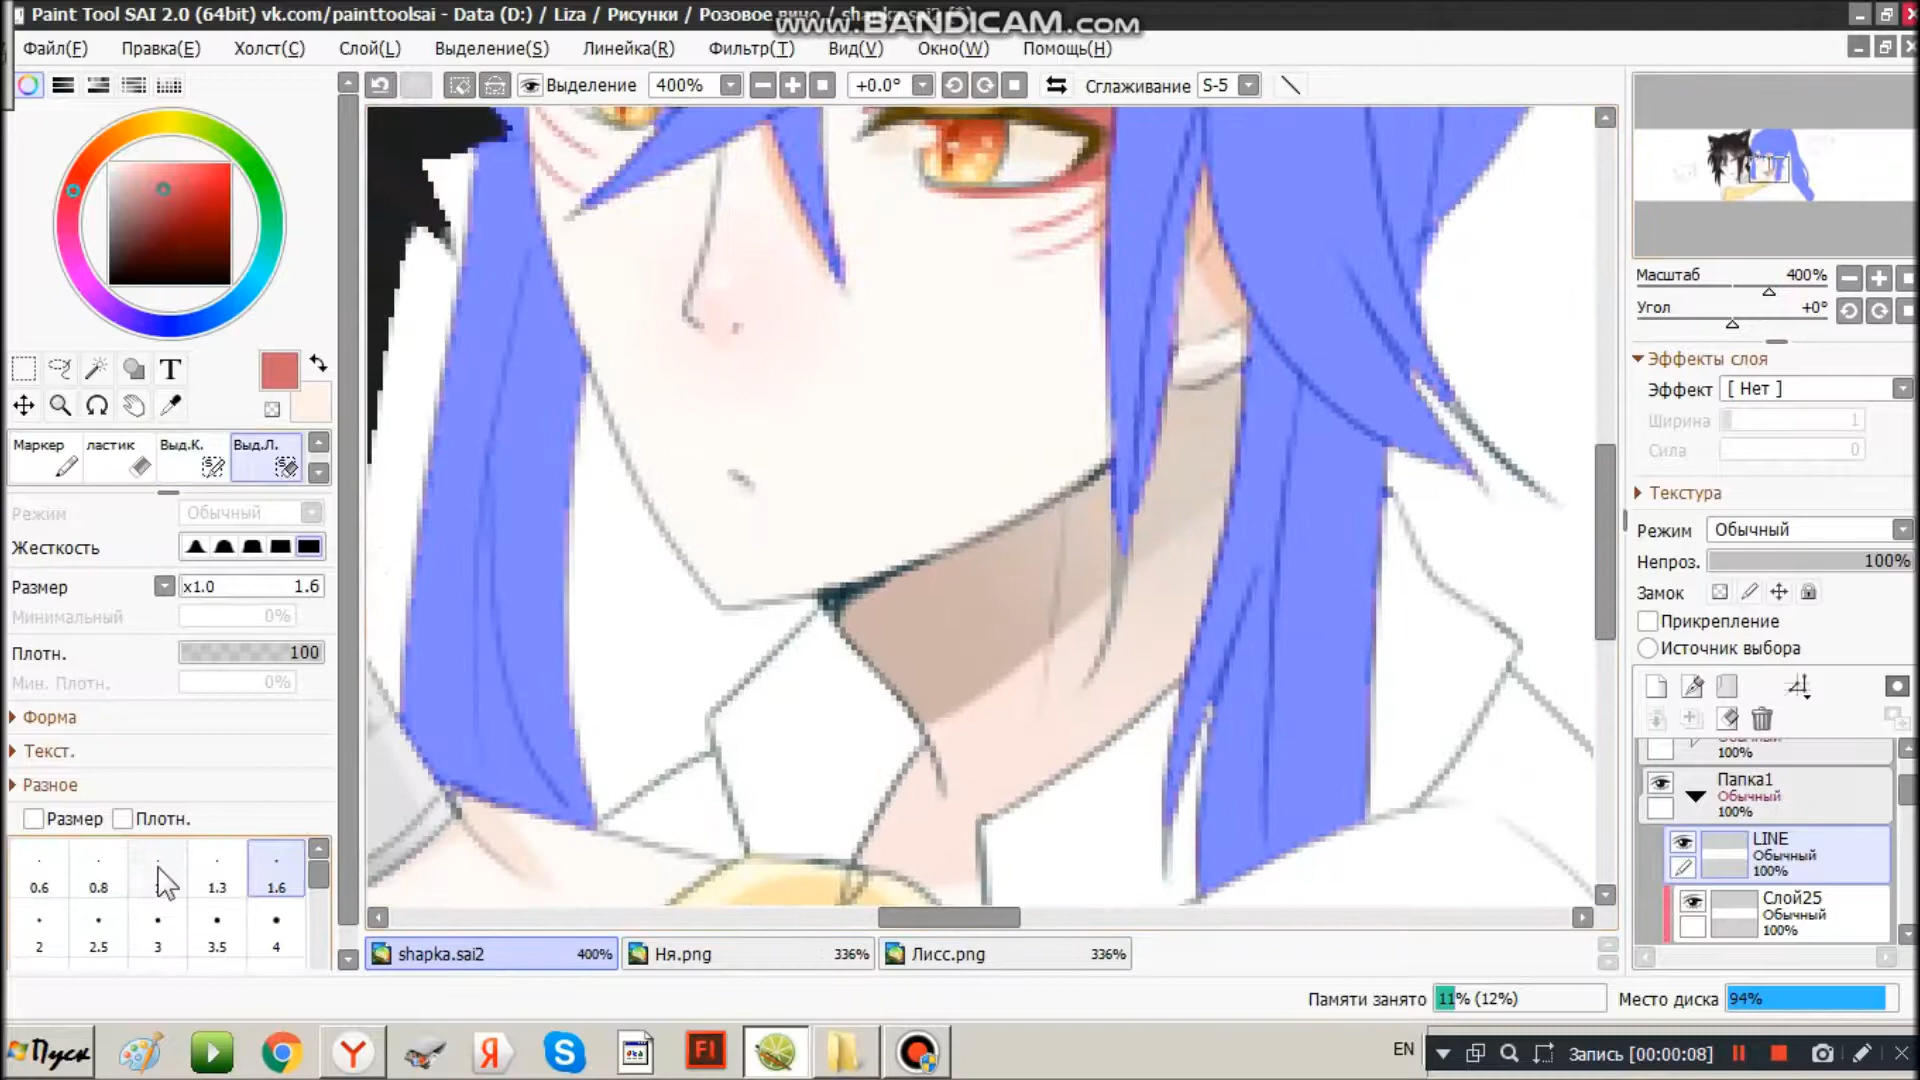 Paint Tool SAI 2.0 (64bit) vk.com/painttoolsai - Data (D:) / Liza / Рисунки / Розовое вино / shapka.sai2 (*)
www.BANDICAM.com
Файл(F) Правка(E) Холст(C) Слой(L) Выделение(S) Линейка(R) Фильтр(T) Вид(V) Окно(W) Помощь(H)
Выделение 400% +0.0° Сглаживание S-5
T
Маркер ластик Выд.К. Выд.Л.
Режим Обычный
Жесткость
Размер x1.0 1.6
Минимальный 0%
Плотн. 100
Мин. Плотн. 0%
Форма
Текст.
Разное
Размер Плотн.
0.6 0.8 1.3 1.6
2 2.5 3 3.5 4
Масштаб 400%
Угол +0°
Эффекты слоя
Эффект [ Нет ]
Ширина 1
Сила 0
Текстура
Режим Обычный
Непроз. 100%
Замок
Прикрепление
Источник выбора
100%
Папка1
Обычный
100%
LINE
Обычный
100%
Слой25
Обычный
100%
shapka.sai2 400% Ня.png 336% Лисс.png 336%
Памяти занято 11% (12%) Место диска 94%
Пуск
Y Я S Fl
EN
Запись [00:00:08]